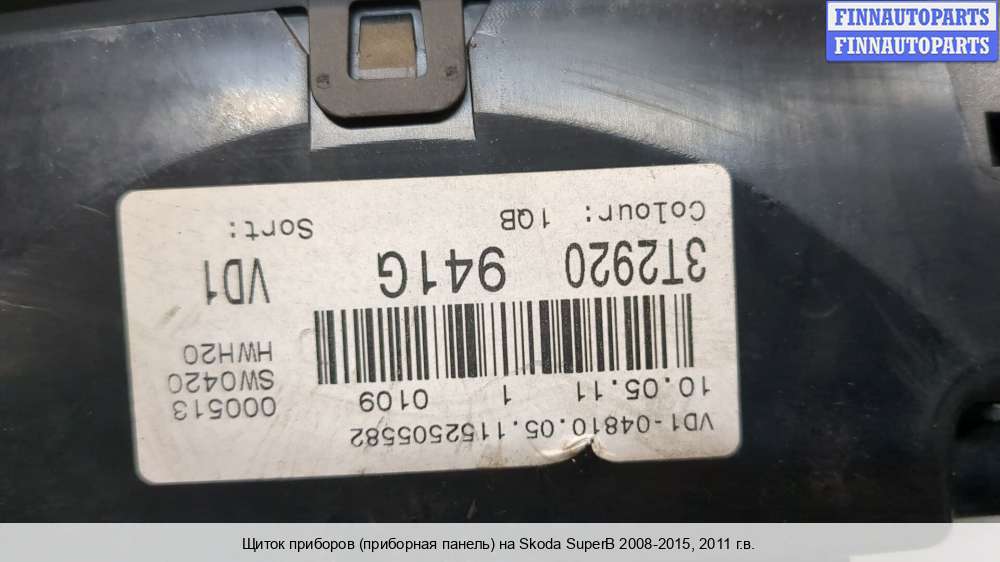 FINNAUTOPARTS
FINNAUTOPARTS
VD1-04810.05.1152505582
10.05.11 1 0109 000513
SW0420
HWH20
3T2920 941G VD1
Colour: 1QB Sort:
Щиток приборов (приборная панель) на Skoda SuperB 2008-2015, 2011 г.в.